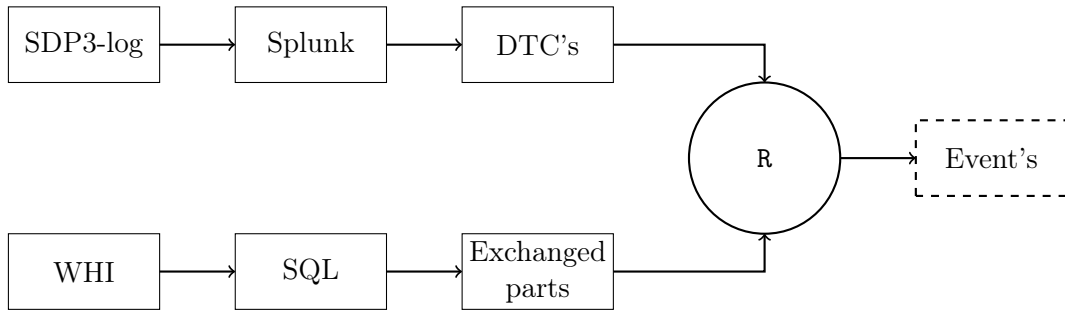 SDP3-log
Splunk
DTC's
R
Event's
WHI
SQL
Exchanged
parts